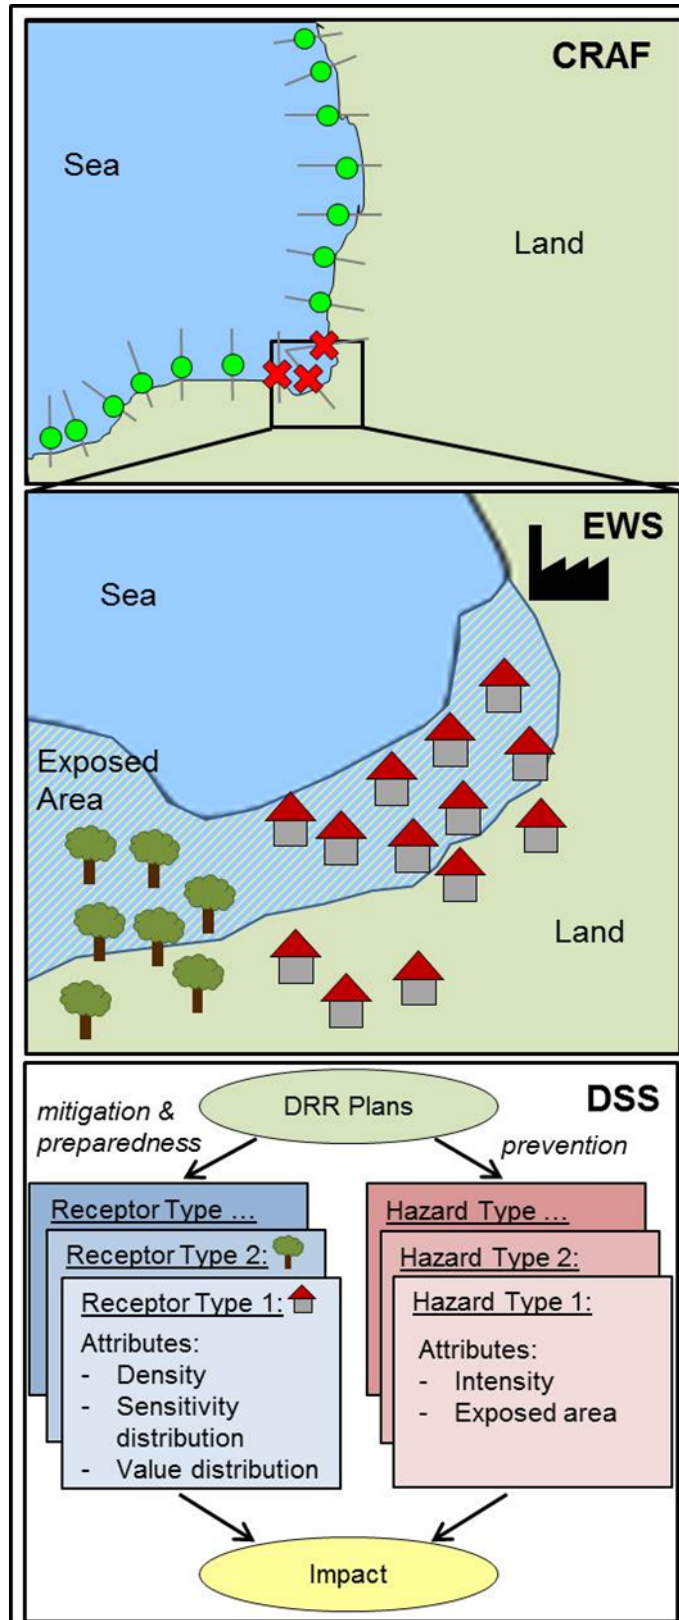 CRAF
Sea
Land
EWS
Sea
Exposed
Area
Land
DSS
DRR Plans
mitigation &
preparedness
prevention
Receptor Type ...
Receptor Type 2:
Receptor Type 1:
Attributes:
- Density
- Sensitivity
distribution
- Value distribution
Hazard Type ...
Hazard Type 2:
Hazard Type 1:
Attributes:
- Intensity
- Exposed area
Impact